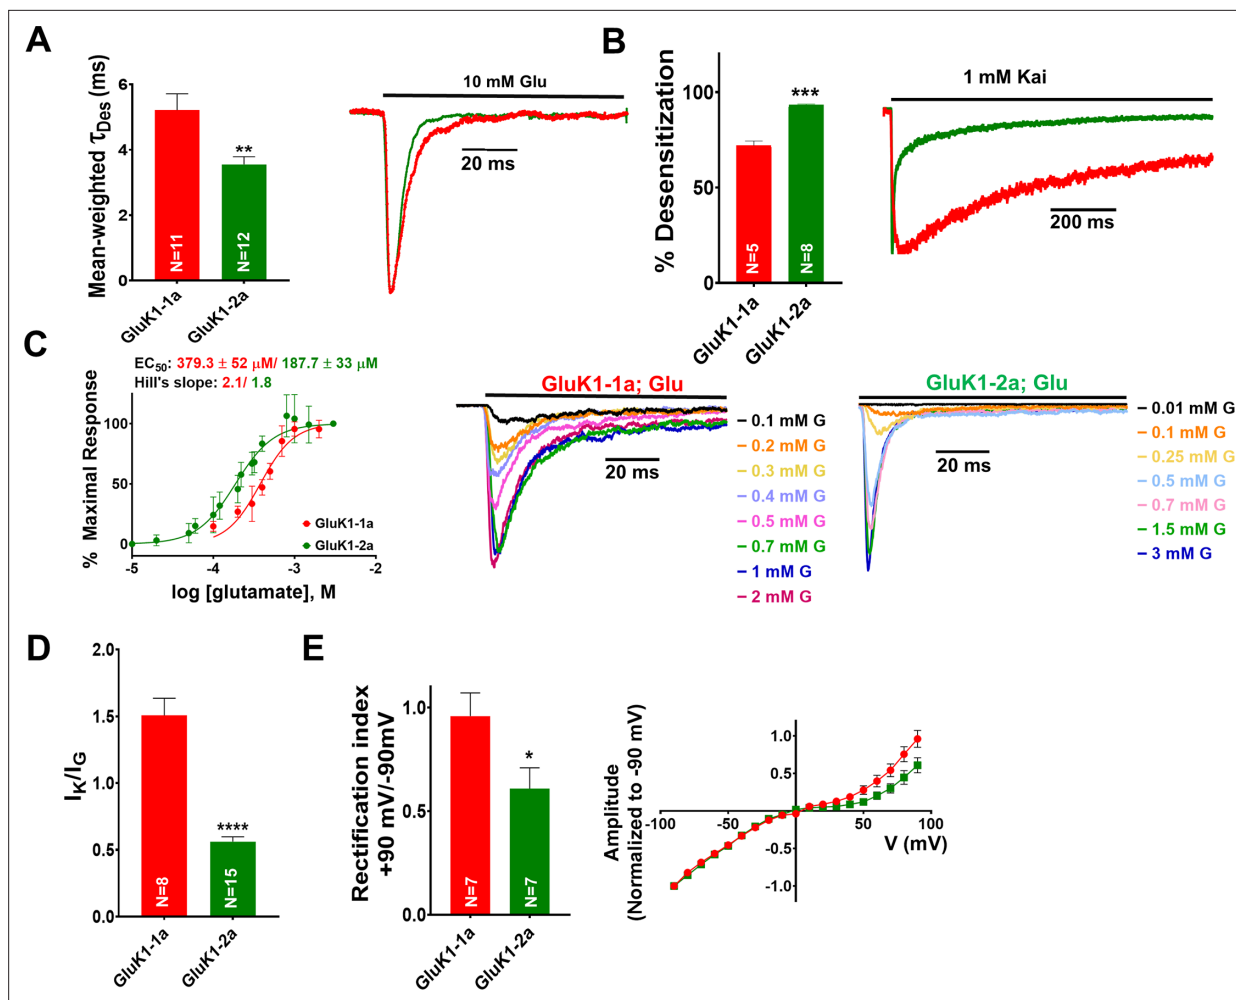 A
Mean-weighted τDes (ms)
6
4
2
0
**
N=11
N=12
GluK1-1a
GluK1-2a
10 mM Glu
20 ms
B
% Desensitization
100
50
0
***
N=5
N=8
GluK1-1a
GluK1-2a
1 mM Kai
200 ms
C
EC50: 379.3 ± 52 μM/ 187.7 ± 33 μM
Hill's slope: 2.1/ 1.8
% Maximal Response
100
50
0
GluK1-1a
GluK1-2a
-5
-4
-3
-2
log [glutamate], M
GluK1-1a; Glu
20 ms
0.1 mM G
0.2 mM G
0.3 mM G
0.4 mM G
0.5 mM G
0.7 mM G
1 mM G
2 mM G
GluK1-2a; Glu
20 ms
0.01 mM G
0.1 mM G
0.25 mM G
0.5 mM G
0.7 mM G
1.5 mM G
3 mM G
D
IK/IG
2.0
1.5
1.0
0.5
0.0
****
N=8
N=15
GluK1-1a
GluK1-2a
E
Rectification index
+90 mV/-90mV
1.0
0.5
0.0
*
N=7
N=7
GluK1-1a
GluK1-2a
Amplitude
(Normalized to -90 mV)
1.0
0.5
-0.5
-1.0
-100
-50
0
50
100
V (mV)